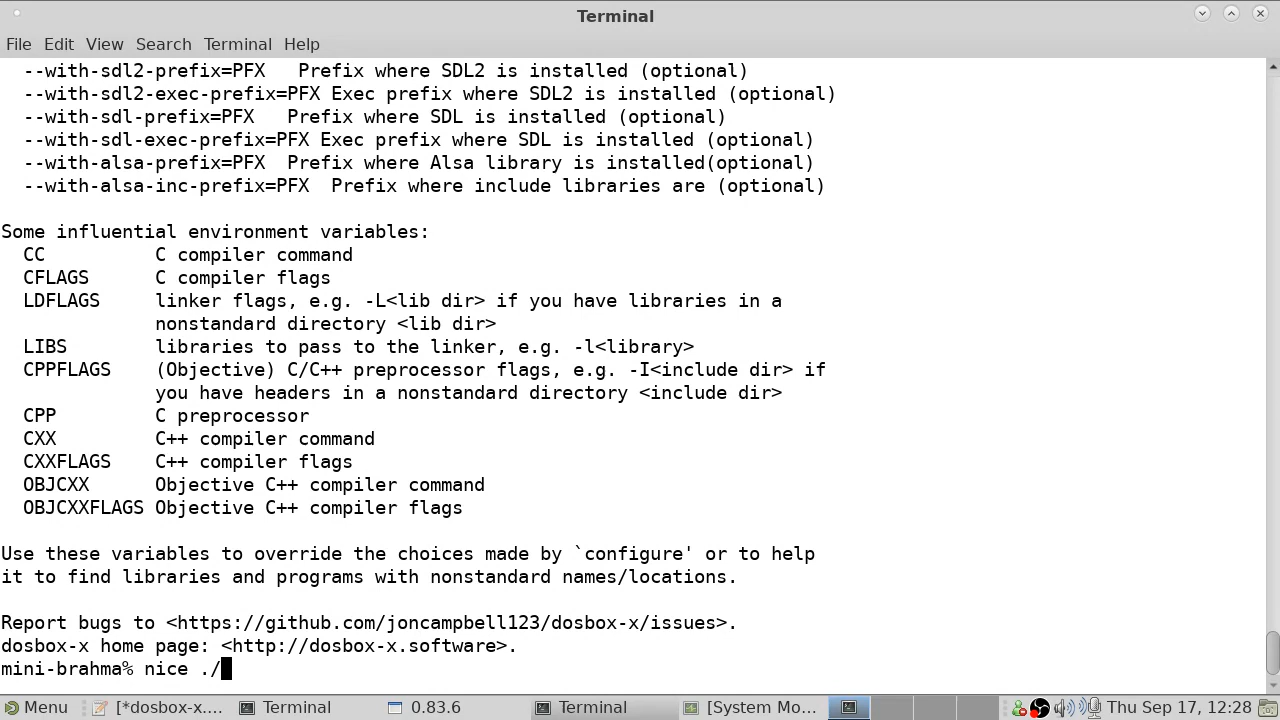 Terminal
File Edit View Search Terminal Help
--with-sdl2-prefix=PFX   Prefix where SDL2 is installed (optional)
--with-sdl2-exec-prefix=PFX Exec prefix where SDL2 is installed (optional)
--with-sdl-prefix=PFX   Prefix where SDL is installed (optional)
--with-sdl-exec-prefix=PFX Exec prefix where SDL is installed (optional)
--with-alsa-prefix=PFX  Prefix where Alsa library is installed(optional)
--with-alsa-inc-prefix=PFX  Prefix where include libraries are (optional)
Some influential environment variables:
CC          C compiler command
CFLAGS      C compiler flags
LDFLAGS     linker flags, e.g. -L<lib dir> if you have libraries in a
nonstandard directory <lib dir>
LIBS        libraries to pass to the linker, e.g. -l<library>
CPPFLAGS    (Objective) C/C++ preprocessor flags, e.g. -I<include dir> if
you have headers in a nonstandard directory <include dir>
CPP         C preprocessor
CXX         C++ compiler command
CXXFLAGS    C++ compiler flags
OBJCXX      Objective C++ compiler command
OBJCXXFLAGS Objective C++ compiler flags
Use these variables to override the choices made by `configure' or to help
it to find libraries and programs with nonstandard names/locations.
Report bugs to <https://github.com/joncampbell123/dosbox-x/issues>.
dosbox-x home page: <http://dosbox-x.software>.
mini-brahma% nice ./
Menu [*dosbox-x.... Terminal 0.83.6 Terminal [System Mo... Thu Sep 17, 12:28